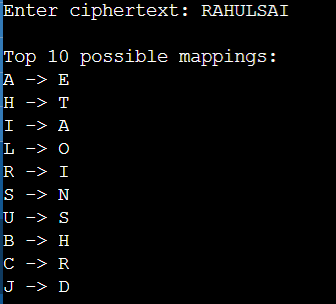 Enter ciphertext: RAHULSAI
Top 10 possible mappings:
A -> E
H -> T
I -> A
L -> O
R -> I
S -> N
U -> S
B -> H
C -> R
J -> D